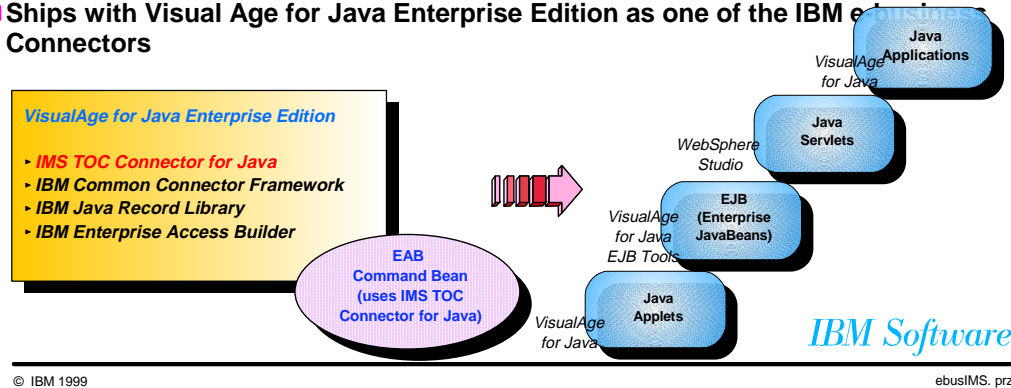 Ships with Visual Age for Java Enterprise Edition as one of the IBM e-business
Connectors
VisualAge for Java Enterprise Edition
IMS TOC Connector for Java
IBM Common Connector Framework
IBM Java Record Library
IBM Enterprise Access Builder
EAB
Command Bean
(uses IMS TOC
Connector for Java)
Java
Applications
VisualAge
for Java
Java
Servlets
WebSphere
Studio
EJB
(Enterprise
JavaBeans)
VisualAge
for Java
EJB Tools
Java
Applets
VisualAge
for Java
IBM Software
© IBM 1999
ebusIMS. prz